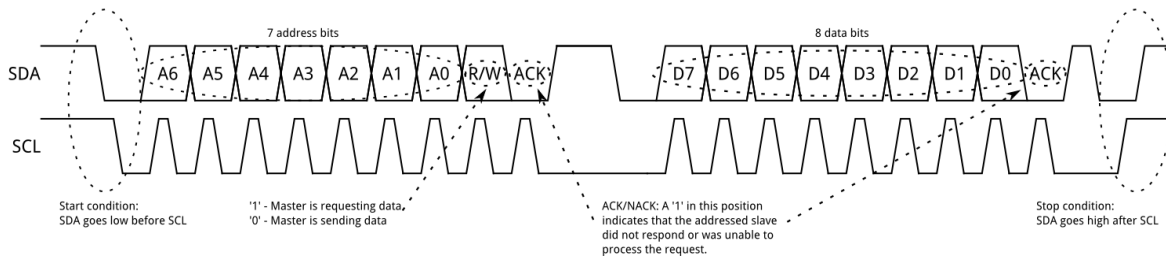 7 address bits
8 data bits
SDA
A6 A5 A4 A3 A2 A1 A0 R/W ACK
D7 D6 D5 D4 D3 D2 D1 D0 ACK
SCL
Start condition:
SDA goes low before SCL
'1' - Master is requesting data
'0' - Master is sending data
ACK/NACK: A '1' in this position
indicates that the addressed slave
did not respond or was unable to
process the request.
Stop condition:
SDA goes high after SCL